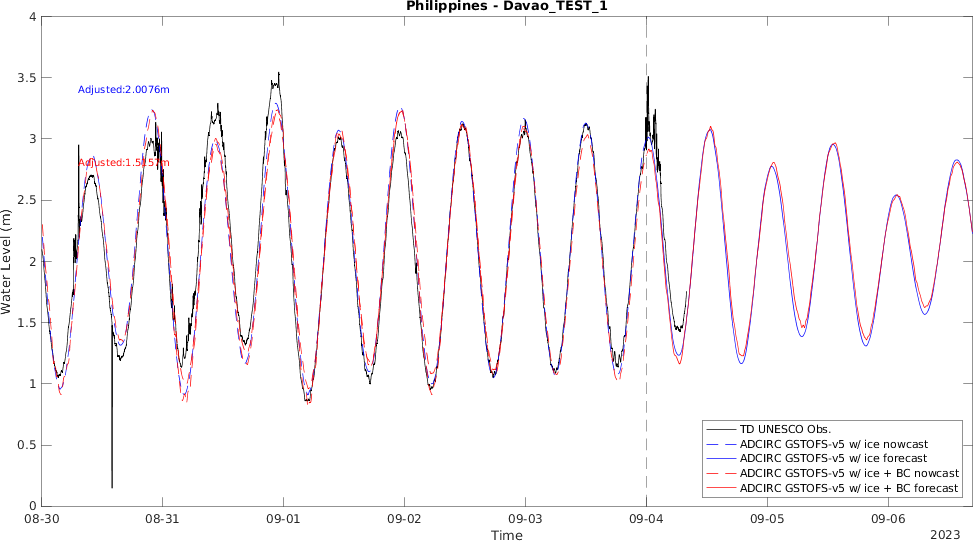 Philippines - Davao_TEST_1
Water Level (m)
4
3.5
3
2.5
2
1.5
1
0.5
0
Adjusted:2.0076m
TD UNESCO Obs.
ADCIRC GSTOFS-v5 w/ ice nowcast
ADCIRC GSTOFS-v5 w/ ice forecast
ADCIRC GSTOFS-v5 w/ ice + BC nowcast
ADCIRC GSTOFS-v5 w/ ice + BC forecast
08-30 08-31 09-01 09-02 09-03 09-04 09-05 09-06
Time
2023